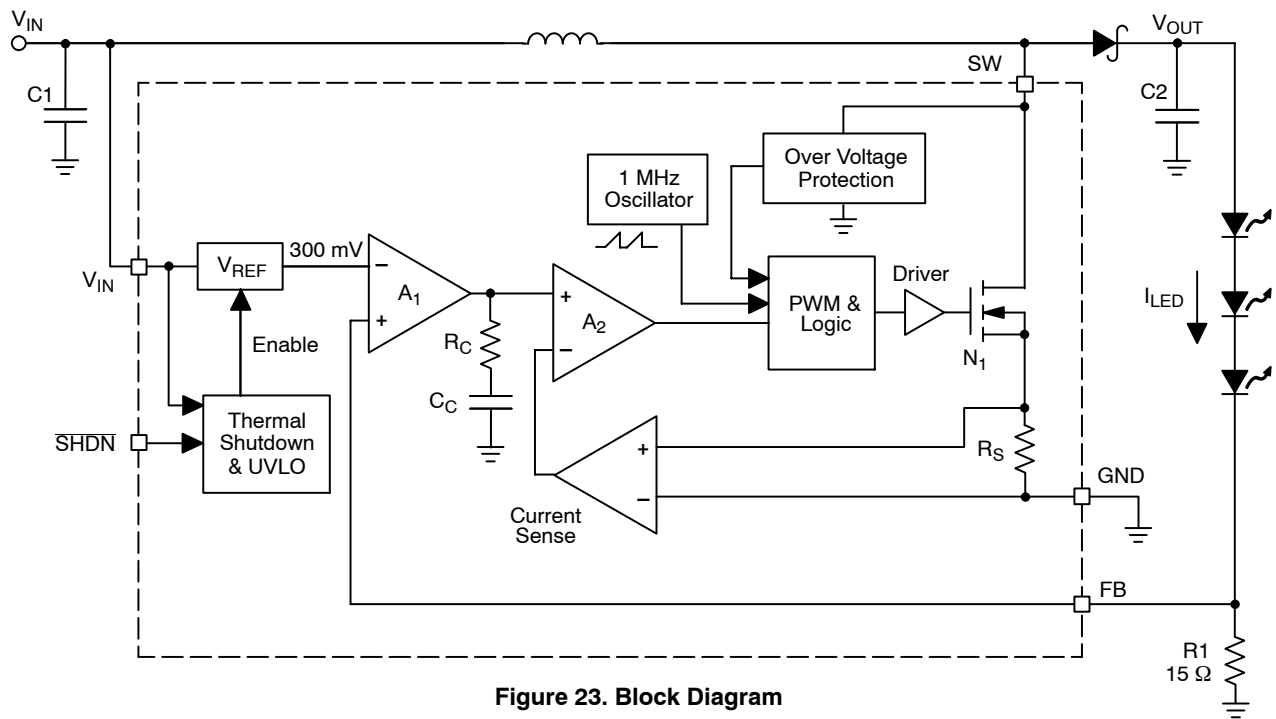 V_IN
V_OUT
SW
C1
C2
Over Voltage
Protection
1 MHz
Oscillator
300 mV
V_REF
V_IN
−
A_1
+
+
A_2
−
Driver
PWM &
Logic
N_1
I_LED
Enable
R_C
C_C
Thermal
Shutdown
& UVLO
S̅H̅D̅N̅
+
−
R_S
GND
Current
Sense
FB
R1
15 Ω
Figure 23. Block Diagram